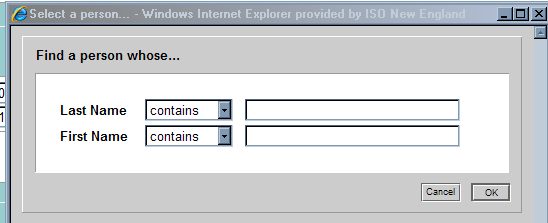 Select a person... - Windows Internet Explorer provided by ISO New England
Find a person whose...
Last Name contains
First Name contains
Cancel OK